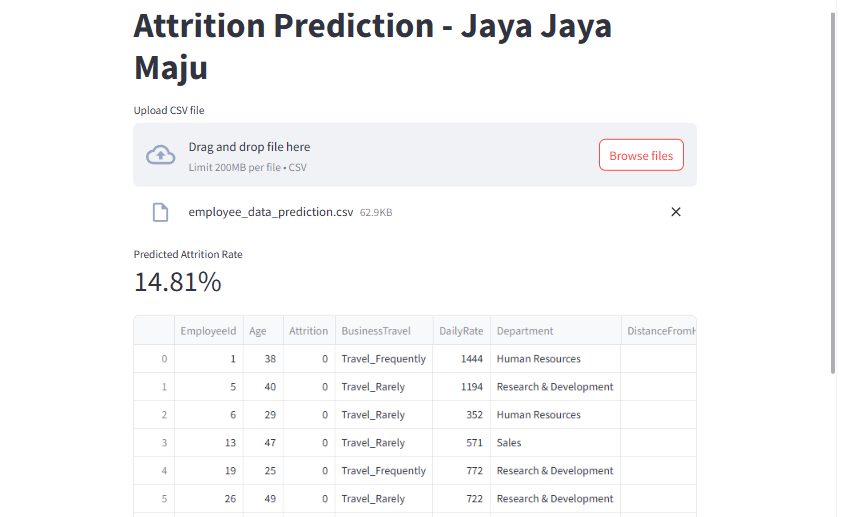 Attrition Prediction - Jaya Jaya
Maju
Upload CSV file
Drag and drop file here
Limit 200MB per file • CSV
Browse files
employee_data_prediction.csv 62.9KB
Predicted Attrition Rate
14.81%
EmployeeId Age Attrition BusinessTravel DailyRate Department DistanceFromH
0 1 38 0 Travel_Frequently 1444 Human Resources
1 5 40 0 Travel_Rarely 1194 Research & Development
2 6 29 0 Travel_Rarely 352 Human Resources
3 13 47 0 Travel_Rarely 571 Sales
4 19 25 0 Travel_Frequently 772 Research & Development
5 26 49 0 Travel_Rarely 722 Research & Development